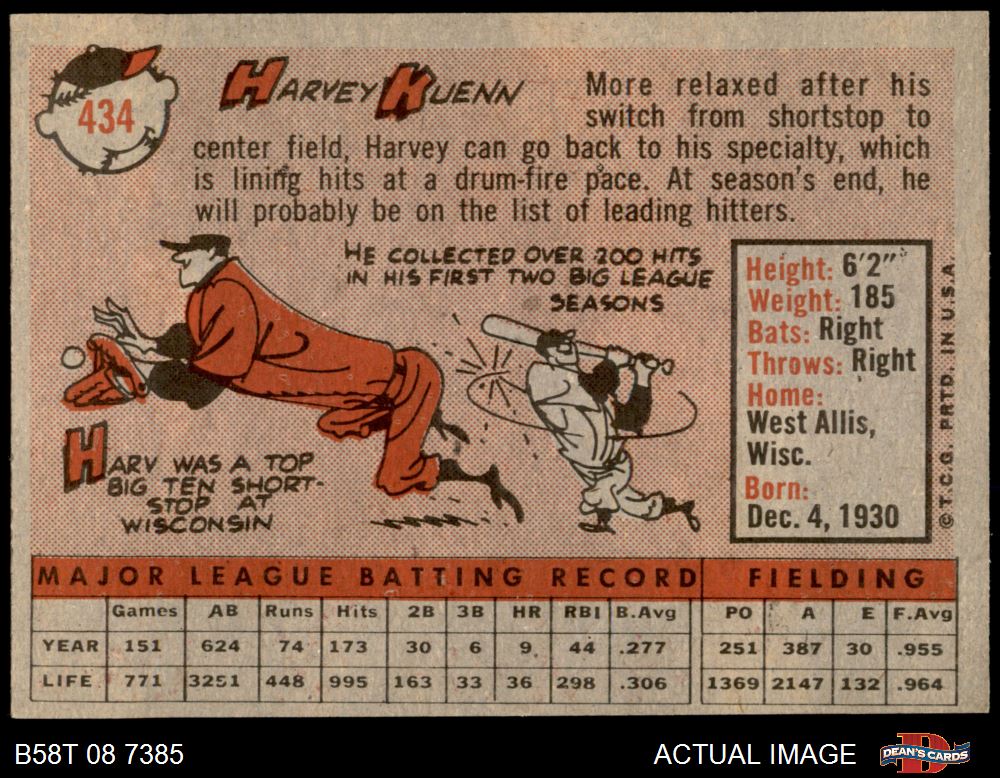 434
HARVEY KUENN
More relaxed after his
switch from shortstop to
center field, Harvey can go back to his specialty, which
is lining hits at a drum-fire pace. At season's end, he
will probably be on the list of leading hitters.
HE COLLECTED OVER 200 HITS
IN HIS FIRST TWO BIG LEAGUE
SEASONS
HARV WAS A TOP
BIG TEN SHORT-
STOP AT
WISCONSIN
Height: 6'2"
Weight: 185
Bats: Right
Throws: Right
Home:
West Allis,
Wisc.
Born:
Dec. 4, 1930
© T.C.G. PRTD. IN U.S.A.
MAJOR LEAGUE BATTING RECORD FIELDING
Games AB Runs Hits 2B 3B HR RBI B.Avg PO A E F.Avg
YEAR 151 624 74 173 30 6 9 44 .277 251 387 30 .955
LIFE 771 3251 448 995 163 33 36 298 .306 1369 2147 132 .964
B58T 08 7385 ACTUAL IMAGE DEAN'S CARDS